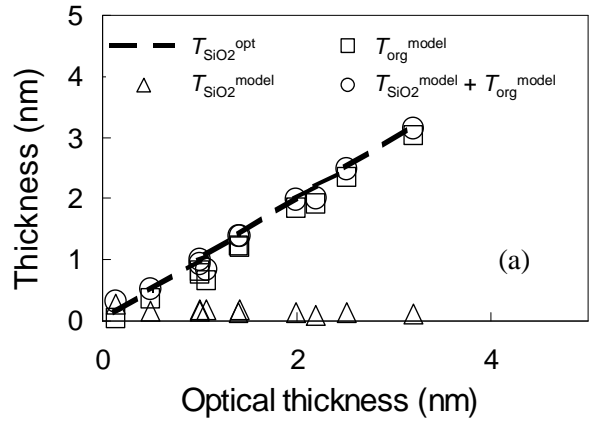 5
4
3
2
1
0
Thickness (nm)
T_SiO2^opt
T_org^model
T_SiO2^model
T_SiO2^model + T_org^model
(a)
0 2 4
Optical thickness (nm)